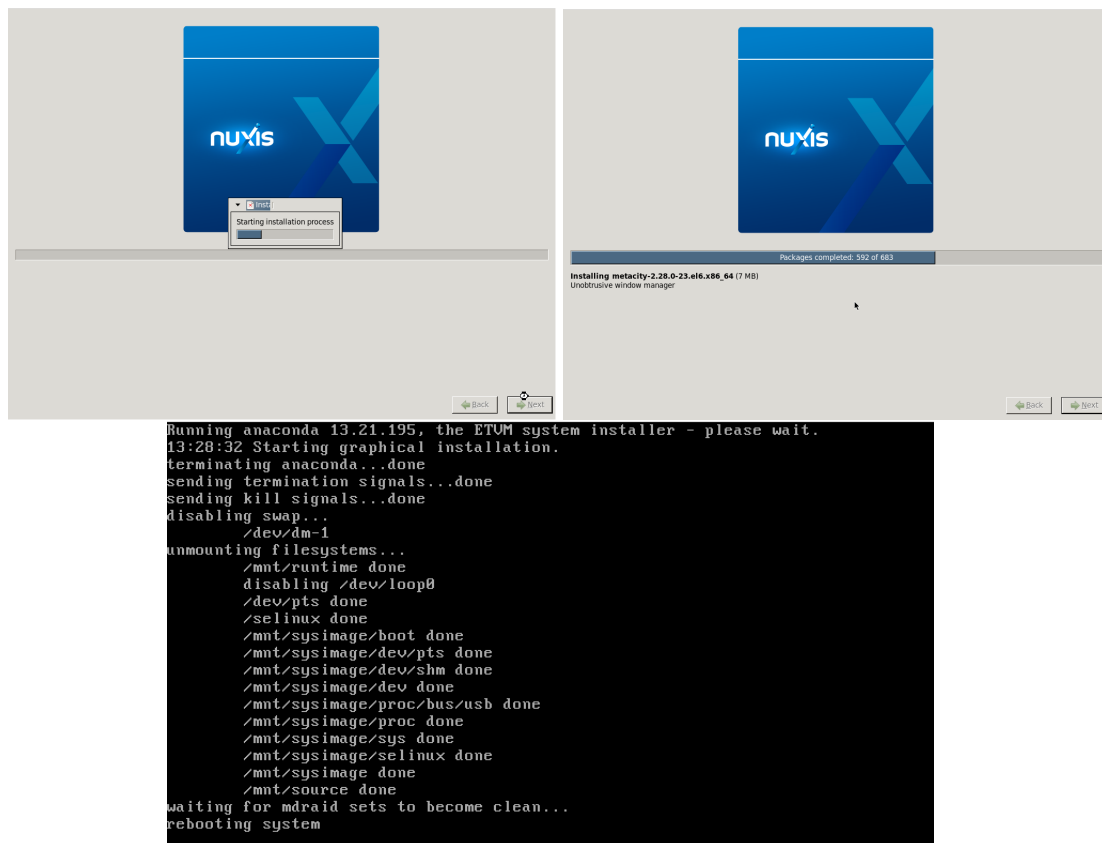 nuxis
Insta
Starting installation process
Back
Next
nuxis
Packages completed: 592 of 683
Installing metacity-2.28.0-23.el6.x86_64 (7 MB)
Unobtrusive window manager
Back
Next
Running anaconda 13.21.195, the ETVM system installer - please wait.
13:28:32 Starting graphical installation.
terminating anaconda...done
sending termination signals...done
sending kill signals...done
disabling swap...
/dev/dm-1
unmounting filesystems...
/mnt/runtime done
disabling /dev/loop0
/dev/pts done
/selinux done
/mnt/sysimage/boot done
/mnt/sysimage/dev/pts done
/mnt/sysimage/dev/shm done
/mnt/sysimage/dev done
/mnt/sysimage/proc/bus/usb done
/mnt/sysimage/proc done
/mnt/sysimage/sys done
/mnt/sysimage/selinux done
/mnt/sysimage done
/mnt/source done
waiting for mdraid sets to become clean...
rebooting system